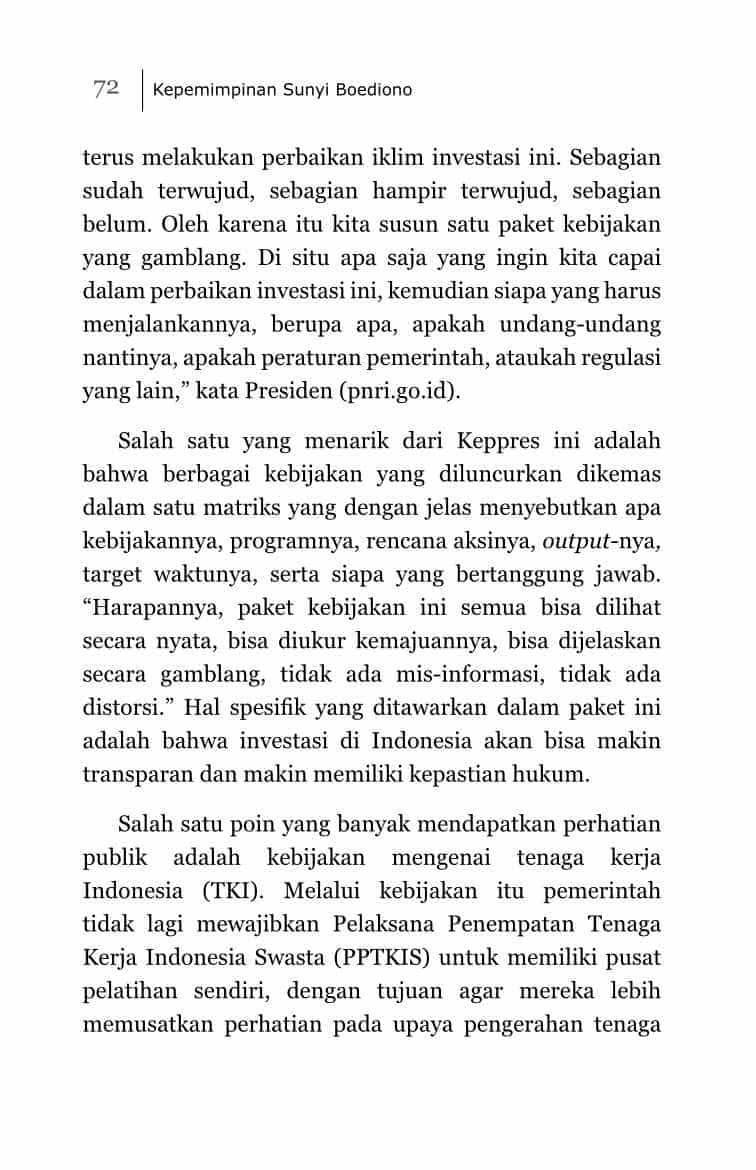 72
Kepemimpinan Sunyi Boediono
terus melakukan perbaikan iklim investasi ini. Sebagian
sudah terwujud, sebagian hampir terwujud, sebagian
belum. Oleh karena itu kita susun satu paket kebijakan
yang gamblang. Di situ apa saja yang ingin kita capai
dalam perbaikan investasi ini, kemudian siapa yang harus
menjalankannya, berupa apa, apakah undang-undang
nantinya, apakah peraturan pemerintah, ataukah regulasi
yang lain,” kata Presiden (pnri.go.id).
Salah satu yang menarik dari Keppres ini adalah
bahwa berbagai kebijakan yang diluncurkan dikemas
dalam satu matriks yang dengan jelas menyebutkan apa
kebijakannya, programnya, rencana aksinya, output-nya,
target waktunya, serta siapa yang bertanggung jawab.
“Harapannya, paket kebijakan ini semua bisa dilihat
secara nyata, bisa diukur kemajuannya, bisa dijelaskan
secara gamblang, tidak ada mis-informasi, tidak ada
distorsi.” Hal spesifik yang ditawarkan dalam paket ini
adalah bahwa investasi di Indonesia akan bisa makin
transparan dan makin memiliki kepastian hukum.
Salah satu poin yang banyak mendapatkan perhatian
publik adalah kebijakan mengenai tenaga kerja
Indonesia (TKI). Melalui kebijakan itu pemerintah
tidak lagi mewajibkan Pelaksana Penempatan Tenaga
Kerja Indonesia Swasta (PPTKIS) untuk memiliki pusat
pelatihan sendiri, dengan tujuan agar mereka lebih
memusatkan perhatian pada upaya pengerahan tenaga